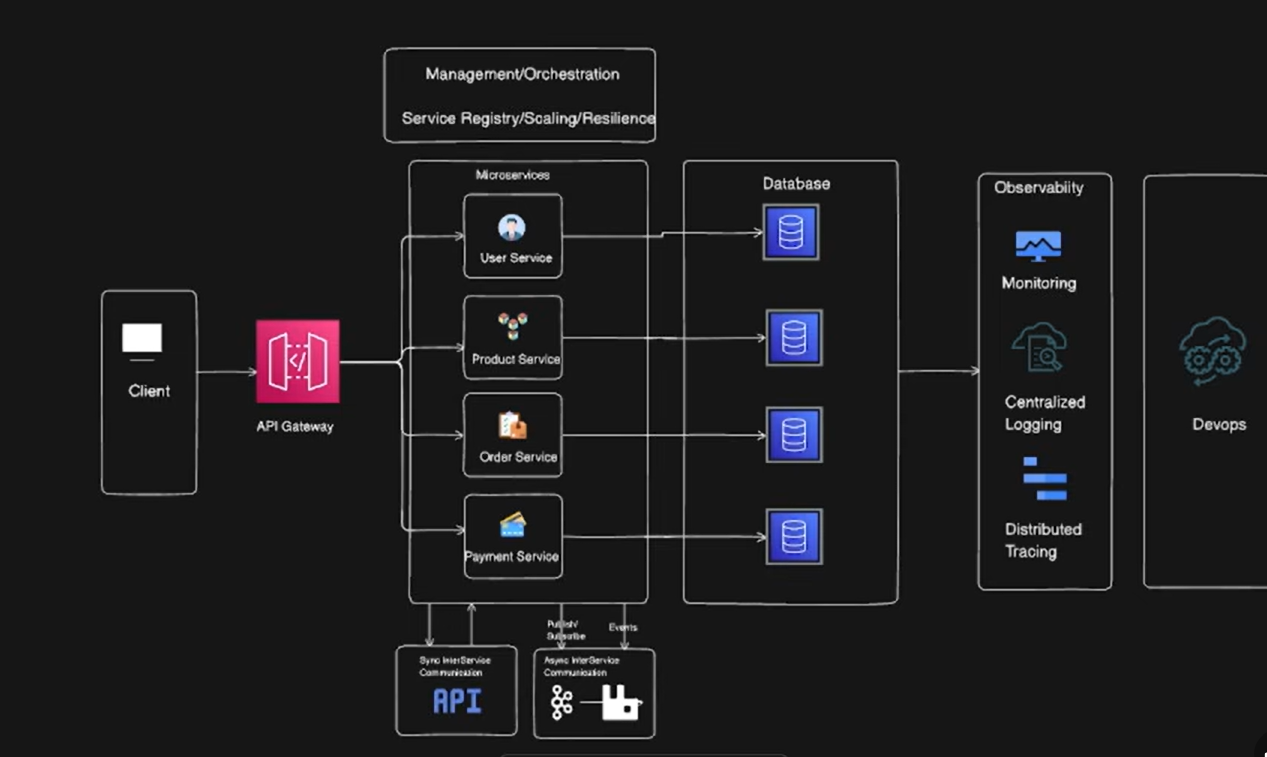 Management/Orchestration
Service Registry/Scaling/Resilience
Microservices
User Service
Product Service
Order Service
Payment Service
Database
Observabiity
Monitoring
Centralized
Logging
Distributed
Tracing
Devops
Client
API Gateway
</>
Publish/
Subscribe
Events
Sync InterService
Communication
API
Async InterService
Communication